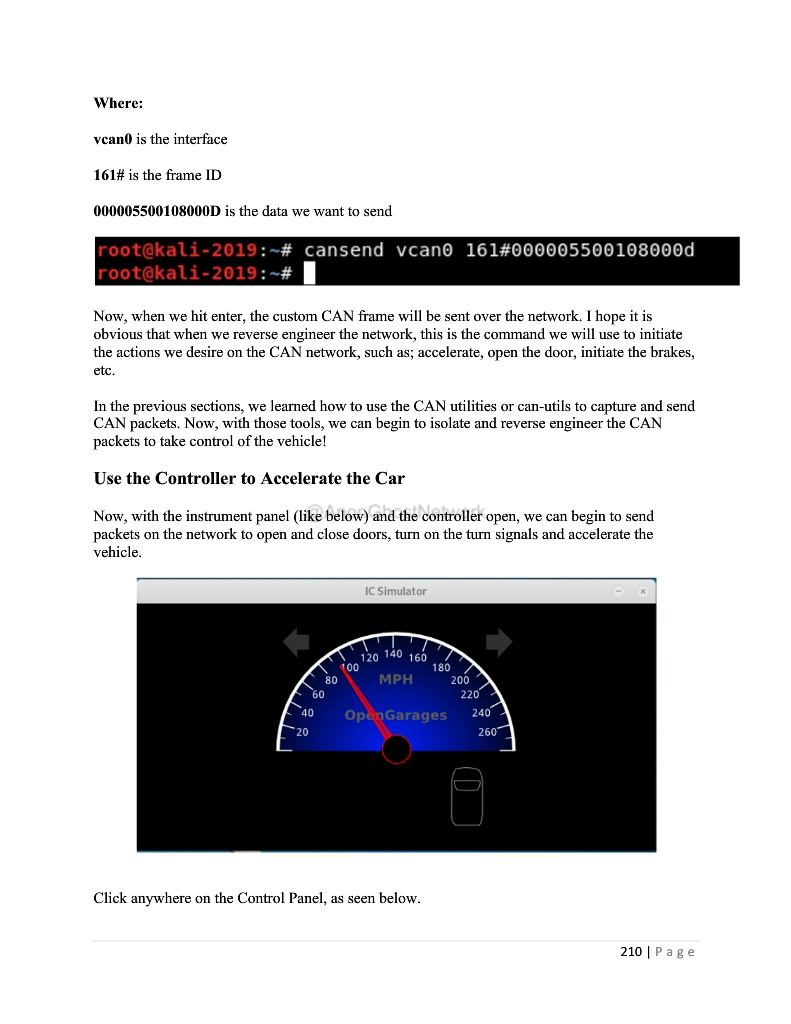 Where:
vcan0 is the interface
161# is the frame ID
000005500108000D is the data we want to send
root@kali-2019:~# cansend vcan0 161#000005500108000d
root@kali-2019:~#
Now, when we hit enter, the custom CAN frame will be sent over the network. I hope it is
obvious that when we reverse engineer the network, this is the command we will use to initiate
the actions we desire on the CAN network, such as; accelerate, open the door, initiate the brakes,
etc.
In the previous sections, we learned how to use the CAN utilities or can-utils to capture and send
CAN packets. Now, with those tools, we can begin to isolate and reverse engineer the CAN
packets to take control of the vehicle!
Use the Controller to Accelerate the Car
@AnonGhostNetwork
Now, with the instrument panel (like below) and the controller open, we can begin to send
packets on the network to open and close doors, turn on the turn signals and accelerate the
vehicle.
IC Simulator
20 40 60 80 100 120 140 160 180 200 220 240 260
MPH
OpenGarages
Click anywhere on the Control Panel, as seen below.
210 | P a g e